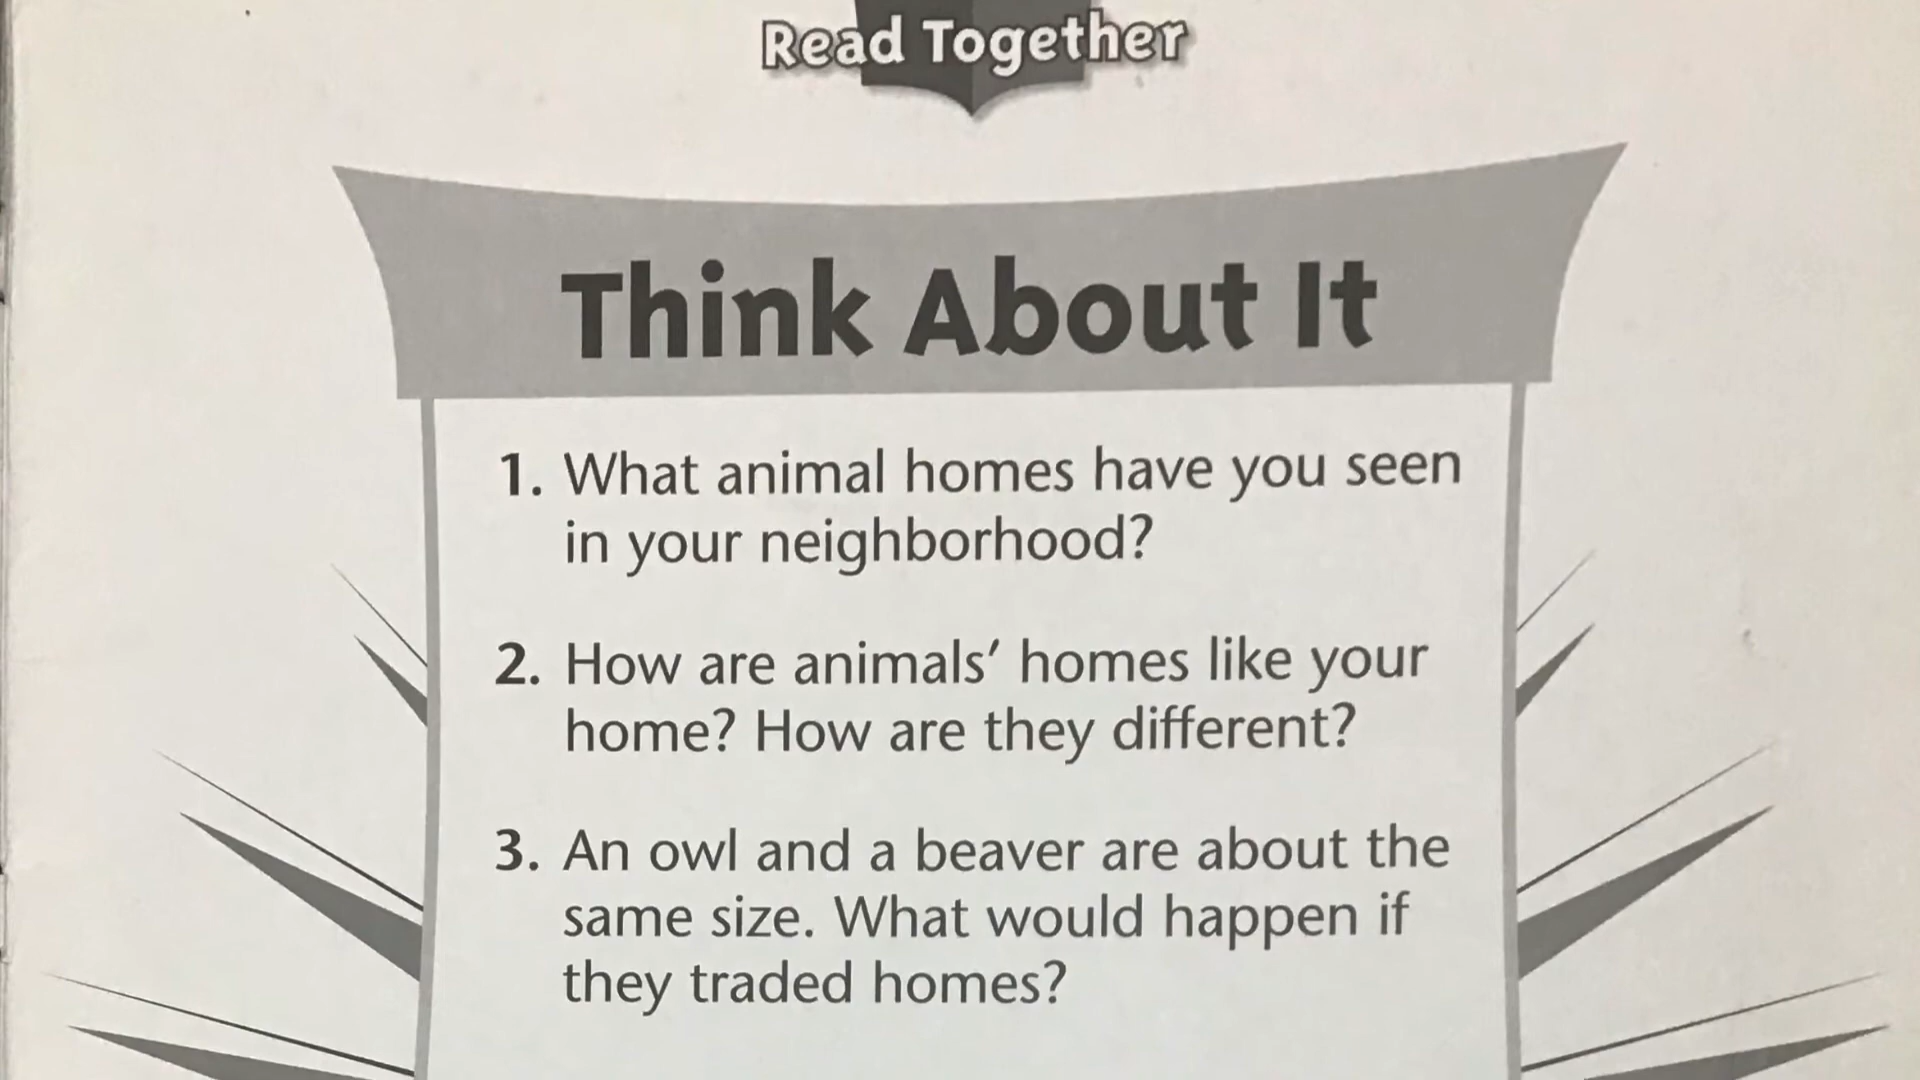 Read Together
Think About It
1. What animal homes have you seen
in your neighborhood?
2. How are animals’ homes like your
home? How are they different?
3. An owl and a beaver are about the
same size. What would happen if
they traded homes?